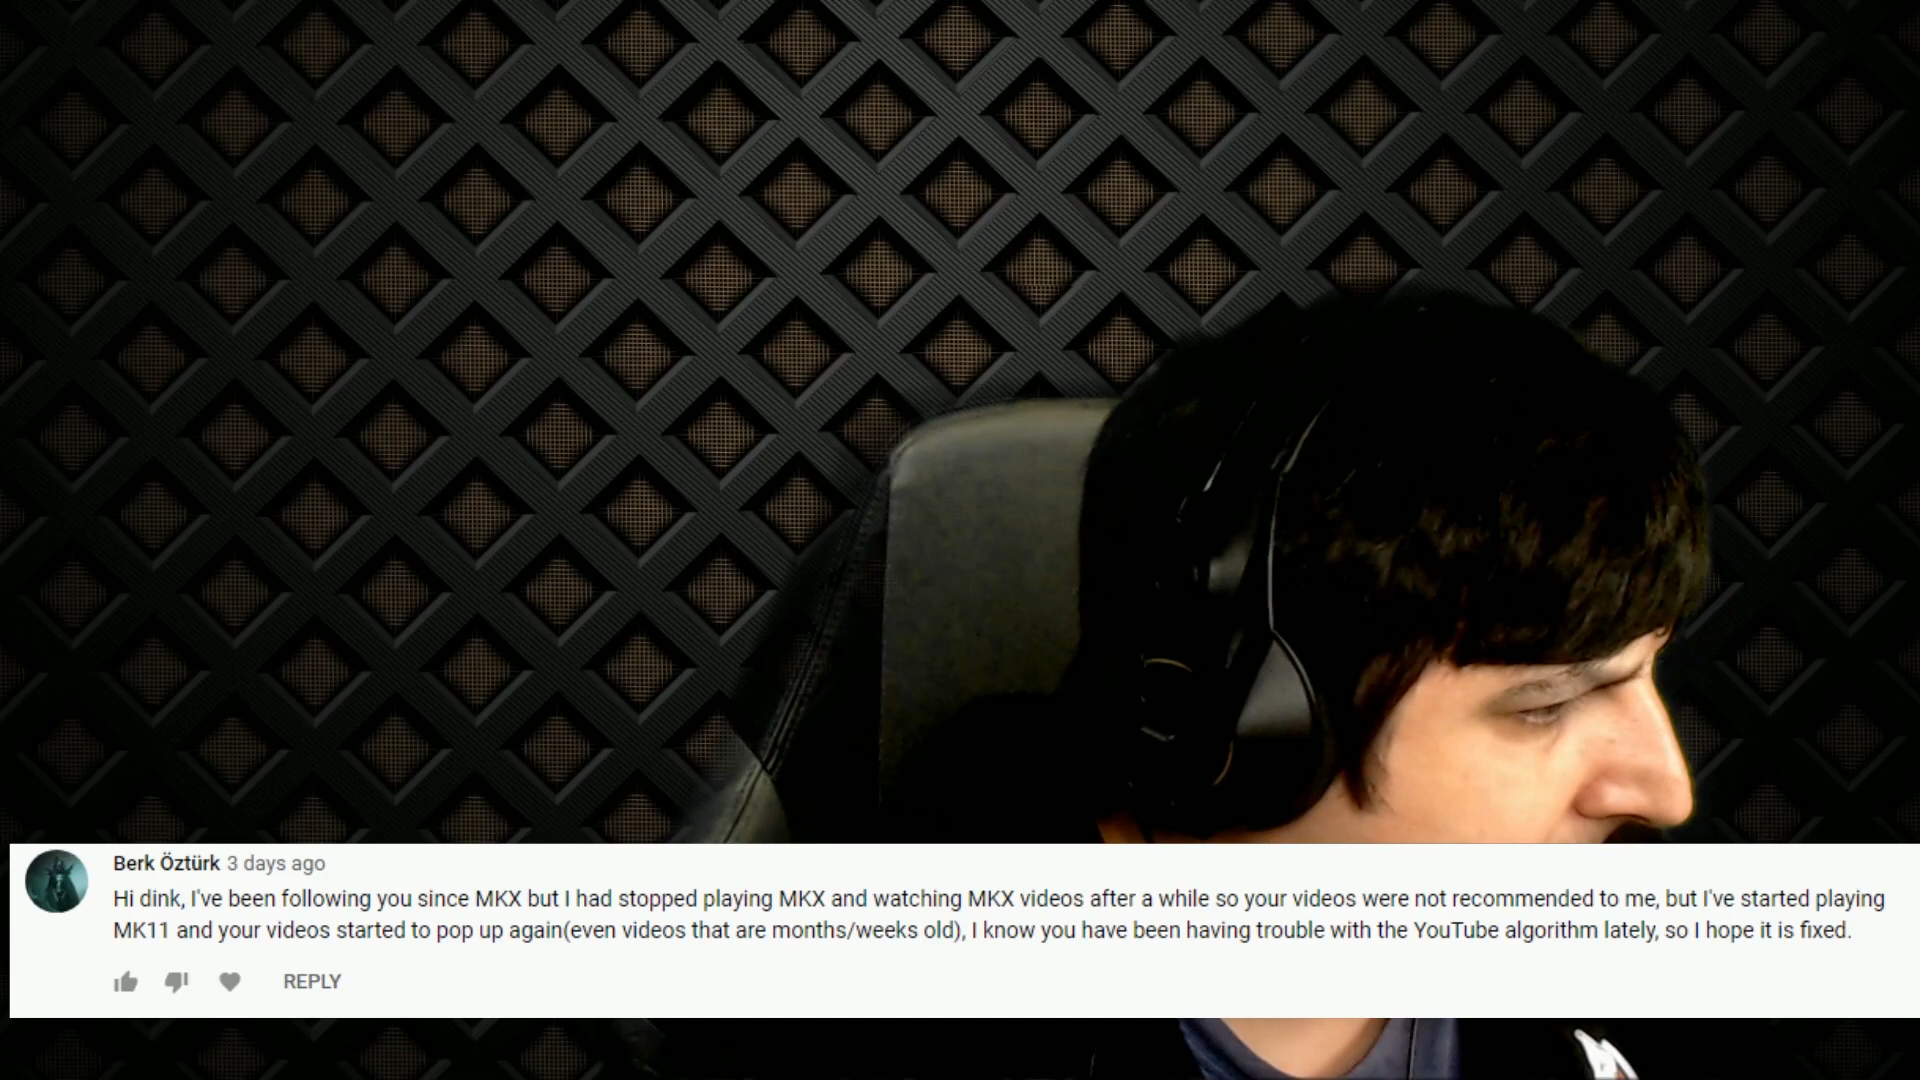 Berk Öztürk 3 days ago
Hi dink, I've been following you since MKX but I had stopped playing MKX and watching MKX videos after a while so your videos were not recommended to me, but I've started playing
MK11 and your videos started to pop up again(even videos that are months/weeks old), I know you have been having trouble with the YouTube algorithm lately, so I hope it is fixed.
REPLY